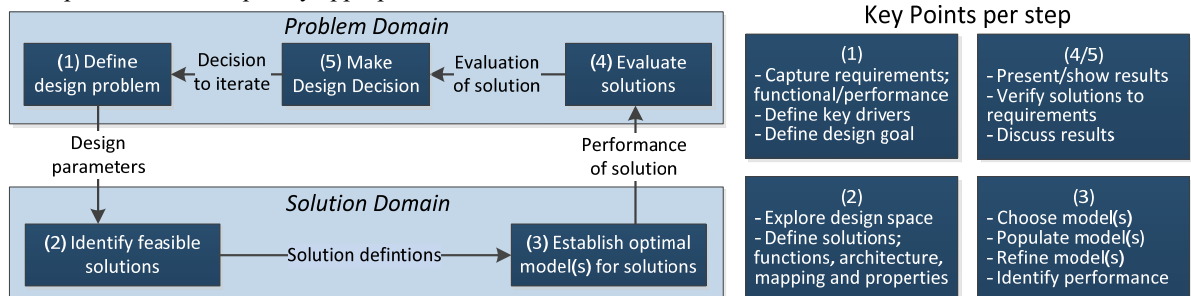 Problem Domain
(1) Define
design problem
Decision
to iterate
(5) Make
Design Decision
Evaluation
of solution
(4) Evaluate
solutions
Design
parameters
Performance
of solution
Solution Domain
(2) Identify feasible
solutions
Solution defintions
(3) Establish optimal
model(s) for solutions
Key Points per step
(1)
- Capture requirements;
functional/performance
- Define key drivers
- Define design goal
(4/5)
- Present/show results
- Verify solutions to
requirements
- Discuss results
(2)
- Explore design space
- Define solutions;
functions, architecture,
mapping and properties
(3)
- Choose model(s)
- Populate model(s)
- Refine model(s)
- Identify performance